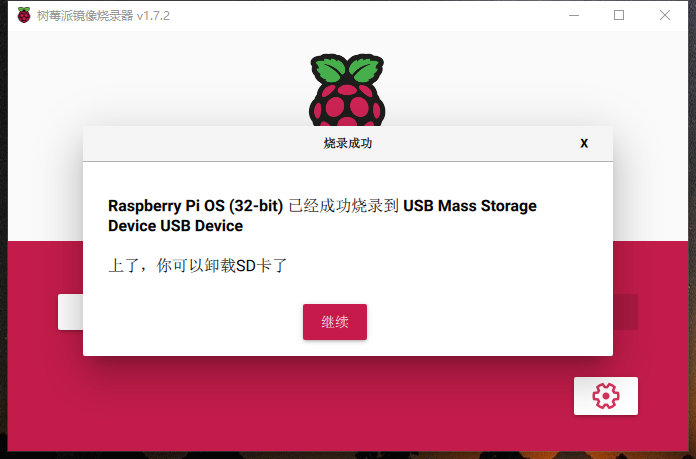 树莓派镜像烧录器 v1.7.2
烧录成功
X
Raspberry Pi OS (32-bit) 已经成功烧录到 USB Mass Storage
Device USB Device
上了，你可以卸载SD卡了
继续